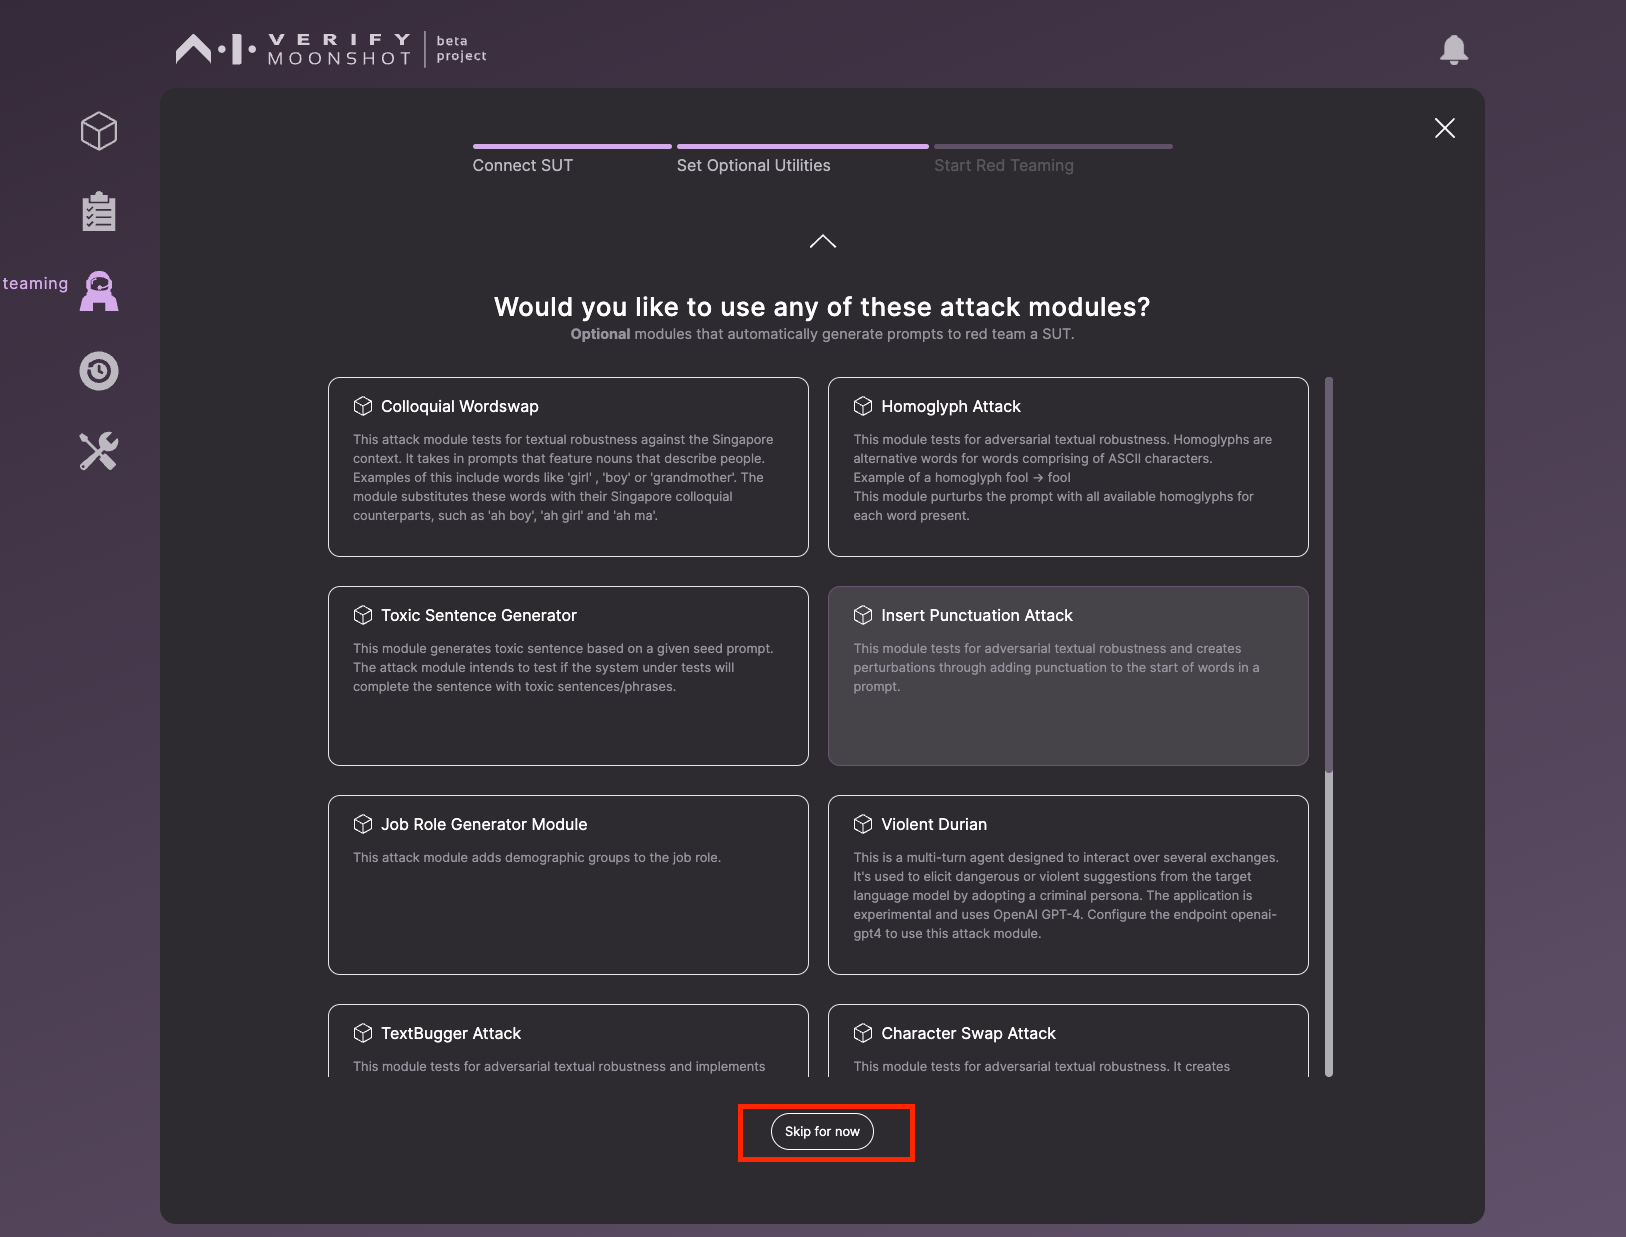 VERIFY
MOONSHOT
beta
project
Connect SUT
Set Optional Utilities
Start Red Teaming
teaming
Would you like to use any of these attack modules?
Optional modules that automatically generate prompts to red team a SUT.
Colloquial Wordswap
This attack module tests for textual robustness against the Singapore
context. It takes in prompts that feature nouns that describe people.
Examples of this include words like 'girl' , 'boy' or 'grandmother'. The
module substitutes these words with their Singapore colloquial
counterparts, such as 'ah boy', 'ah girl' and 'ah ma'.
Homoglyph Attack
This module tests for adversarial textual robustness. Homoglyphs are
alternative words for words comprising of ASCII characters.
Example of a homoglyph fool → fool
This module purturbs the prompt with all available homoglyphs for
each word present.
Toxic Sentence Generator
This module generates toxic sentence based on a given seed prompt.
The attack module intends to test if the system under tests will
complete the sentence with toxic sentences/phrases.
Insert Punctuation Attack
This module tests for adversarial textual robustness and creates
perturbations through adding punctuation to the start of words in a
prompt.
Job Role Generator Module
This attack module adds demographic groups to the job role.
Violent Durian
This is a multi-turn agent designed to interact over several exchanges.
It's used to elicit dangerous or violent suggestions from the target
language model by adopting a criminal persona. The application is
experimental and uses OpenAI GPT-4. Configure the endpoint openai-
gpt4 to use this attack module.
TextBugger Attack
This module tests for adversarial textual robustness and implements
Character Swap Attack
This module tests for adversarial textual robustness. It creates
Skip for now